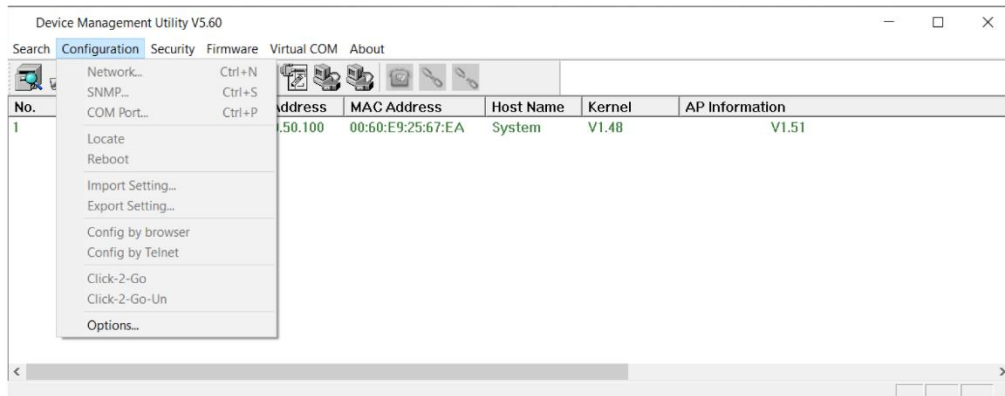 Device Management Utility V5.60
Search Configuration Security Firmware Virtual COM About
Network... Ctrl+N
SNMP... Ctrl+S
COM Port... Ctrl+P
Locate
Reboot
Import Setting...
Export Setting...
Config by browser
Config by Telnet
Click-2-Go
Click-2-Go-Un
Options...
No. Address MAC Address Host Name Kernel AP Information
1 .50.100 00:60:E9:25:67:EA System V1.48 V1.51